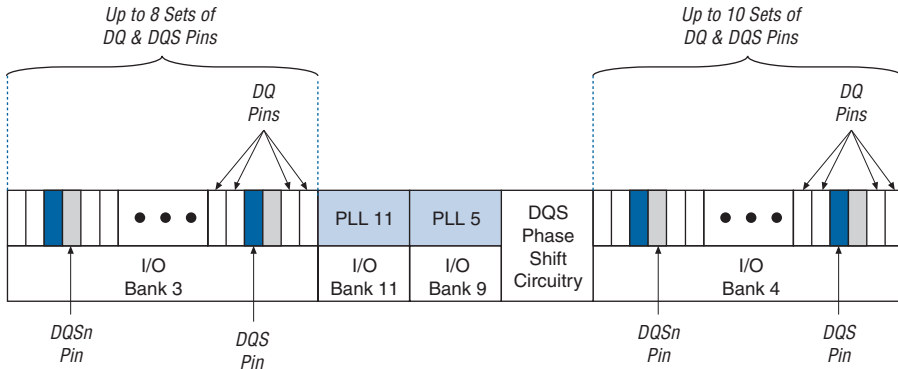 Up to 8 Sets of
DQ & DQS Pins
Up to 10 Sets of
DQ & DQS Pins
DQ
Pins
DQ
Pins
PLL 11
PLL 5
DQS
Phase
Shift
Circuitry
I/O
Bank 3
I/O
Bank 11
I/O
Bank 9
I/O
Bank 4
DQSn
Pin
DQS
Pin
DQSn
Pin
DQS
Pin